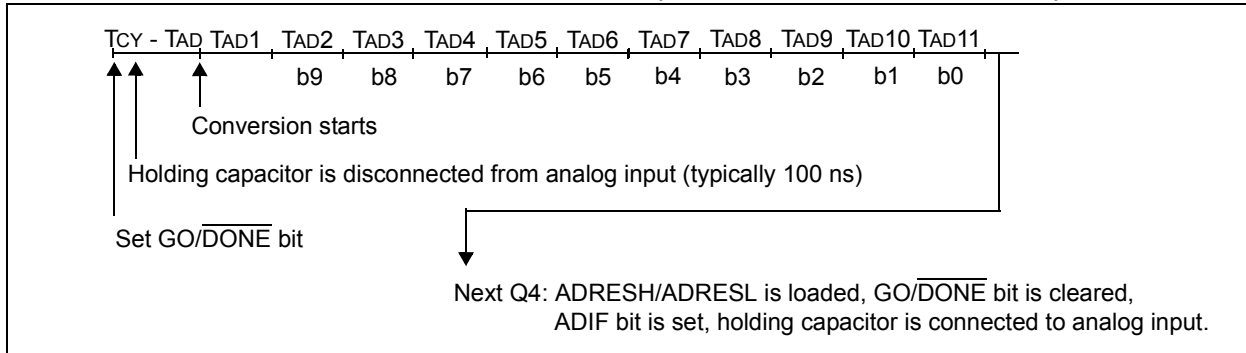 TCY - TAD TAD1 TAD2 TAD3 TAD4 TAD5 TAD6 TAD7 TAD8 TAD9 TAD10 TAD11
b9 b8 b7 b6 b5 b4 b3 b2 b1 b0
Conversion starts
Holding capacitor is disconnected from analog input (typically 100 ns)
Set GO/DONE bit
Next Q4: ADRESH/ADRESL is loaded, GO/DONE bit is cleared,
ADIF bit is set, holding capacitor is connected to analog input.